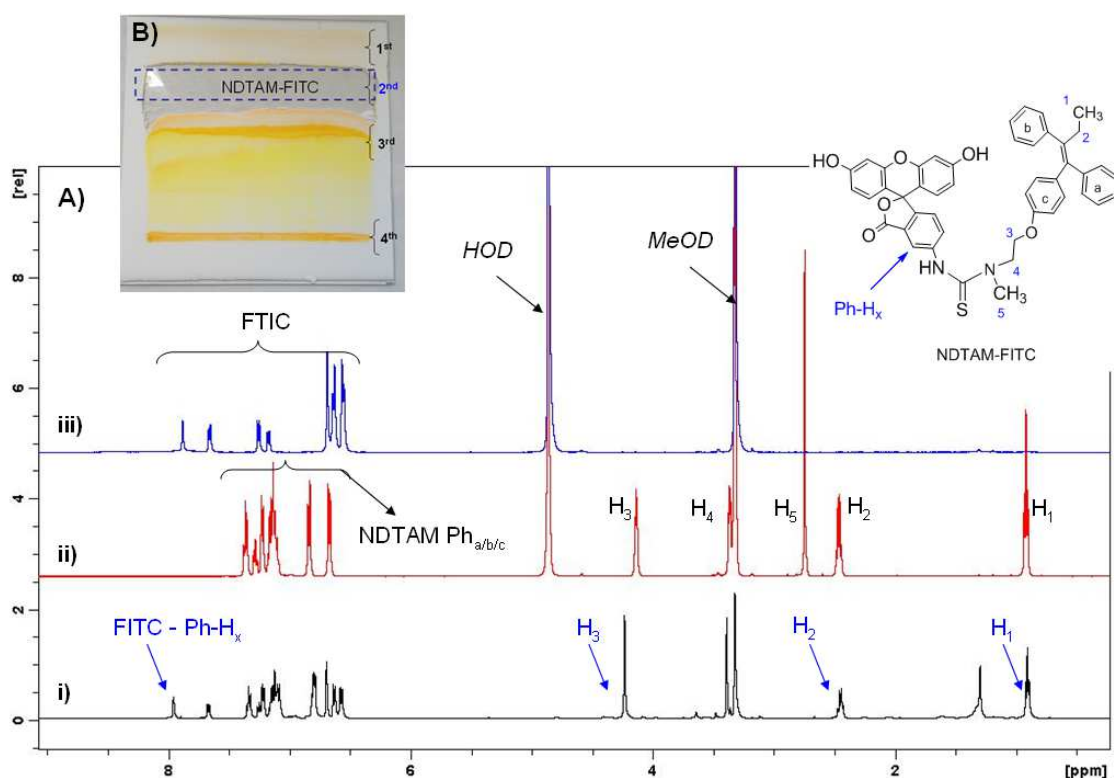 B)
1st
2nd
NDTAM-FITC
3rd
4th
[rel]
A)
HOD
MeOD
HO
O
OH
O
O
HN
S
N
CH3
5
4
3
O
c
a
b
2
1
CH3
Ph-Hx
NDTAM-FITC
8
FTIC
6
iii)
4
NDTAM Pha/b/c
H3
H4
H5
H2
H1
ii)
2
FITC - Ph-Hx
H3
H2
H1
i)
0
8
6
4
2
[ppm]